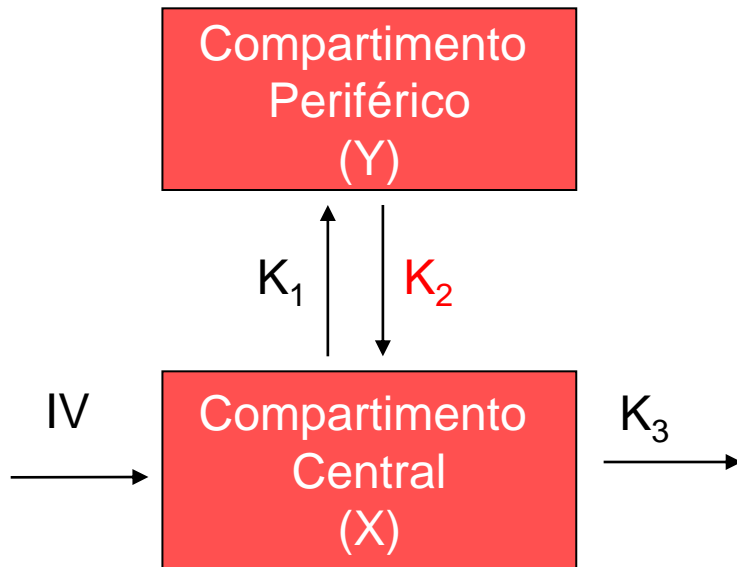 Compartimento
Periférico
(Y)
K₁ K₂
IV
Compartimento
Central
(X)
K₃